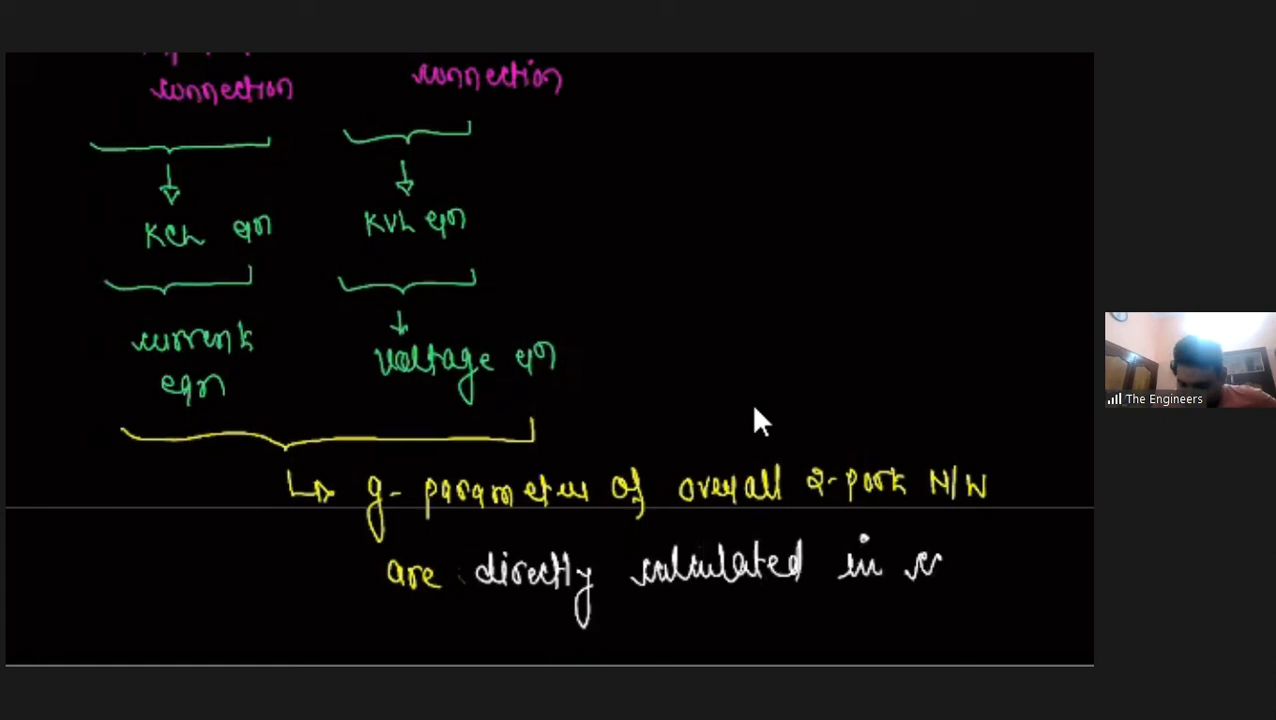 connection connection
KCL eqn KVL eqn
current voltage eqn
eqn
g-parameter of overall 2-port N/W
are directly calculated in
The Engineers